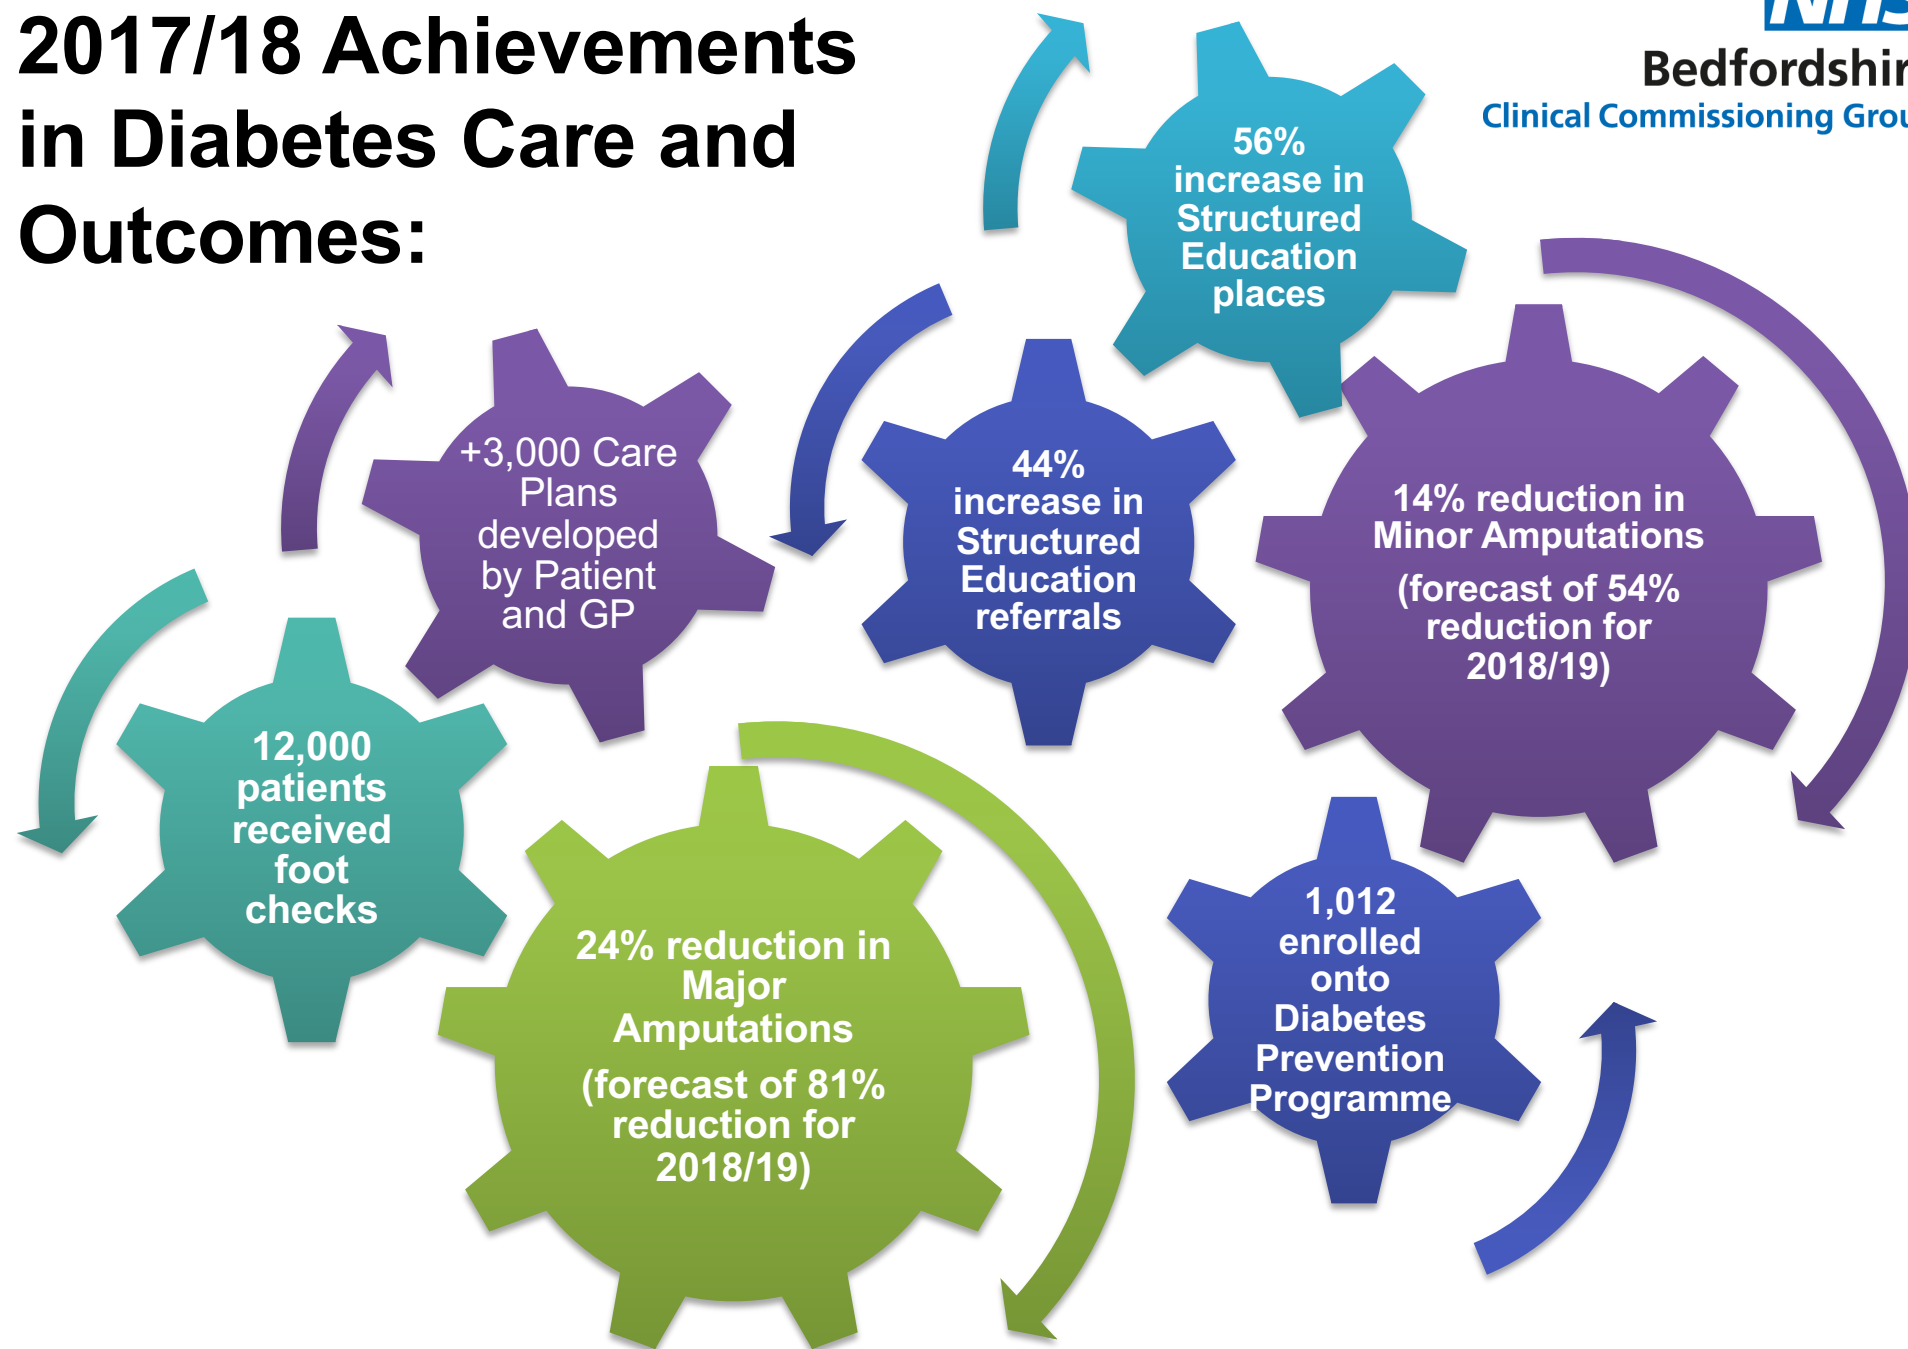 2017/18 Achievements
in Diabetes Care and
Outcomes:
NHS
Bedfordshir
Clinical Commissioning Grou
56%
increase in
Structured
Education
places
+3,000 Care
Plans
developed
by Patient
and GP
44%
increase in
Structured
Education
referrals
14% reduction in
Minor Amputations
(forecast of 54%
reduction for
2018/19)
12,000
patients
received
foot
checks
24% reduction in
Major
Amputations
(forecast of 81%
reduction for
2018/19)
1,012
enrolled
onto
Diabetes
Prevention
Programme